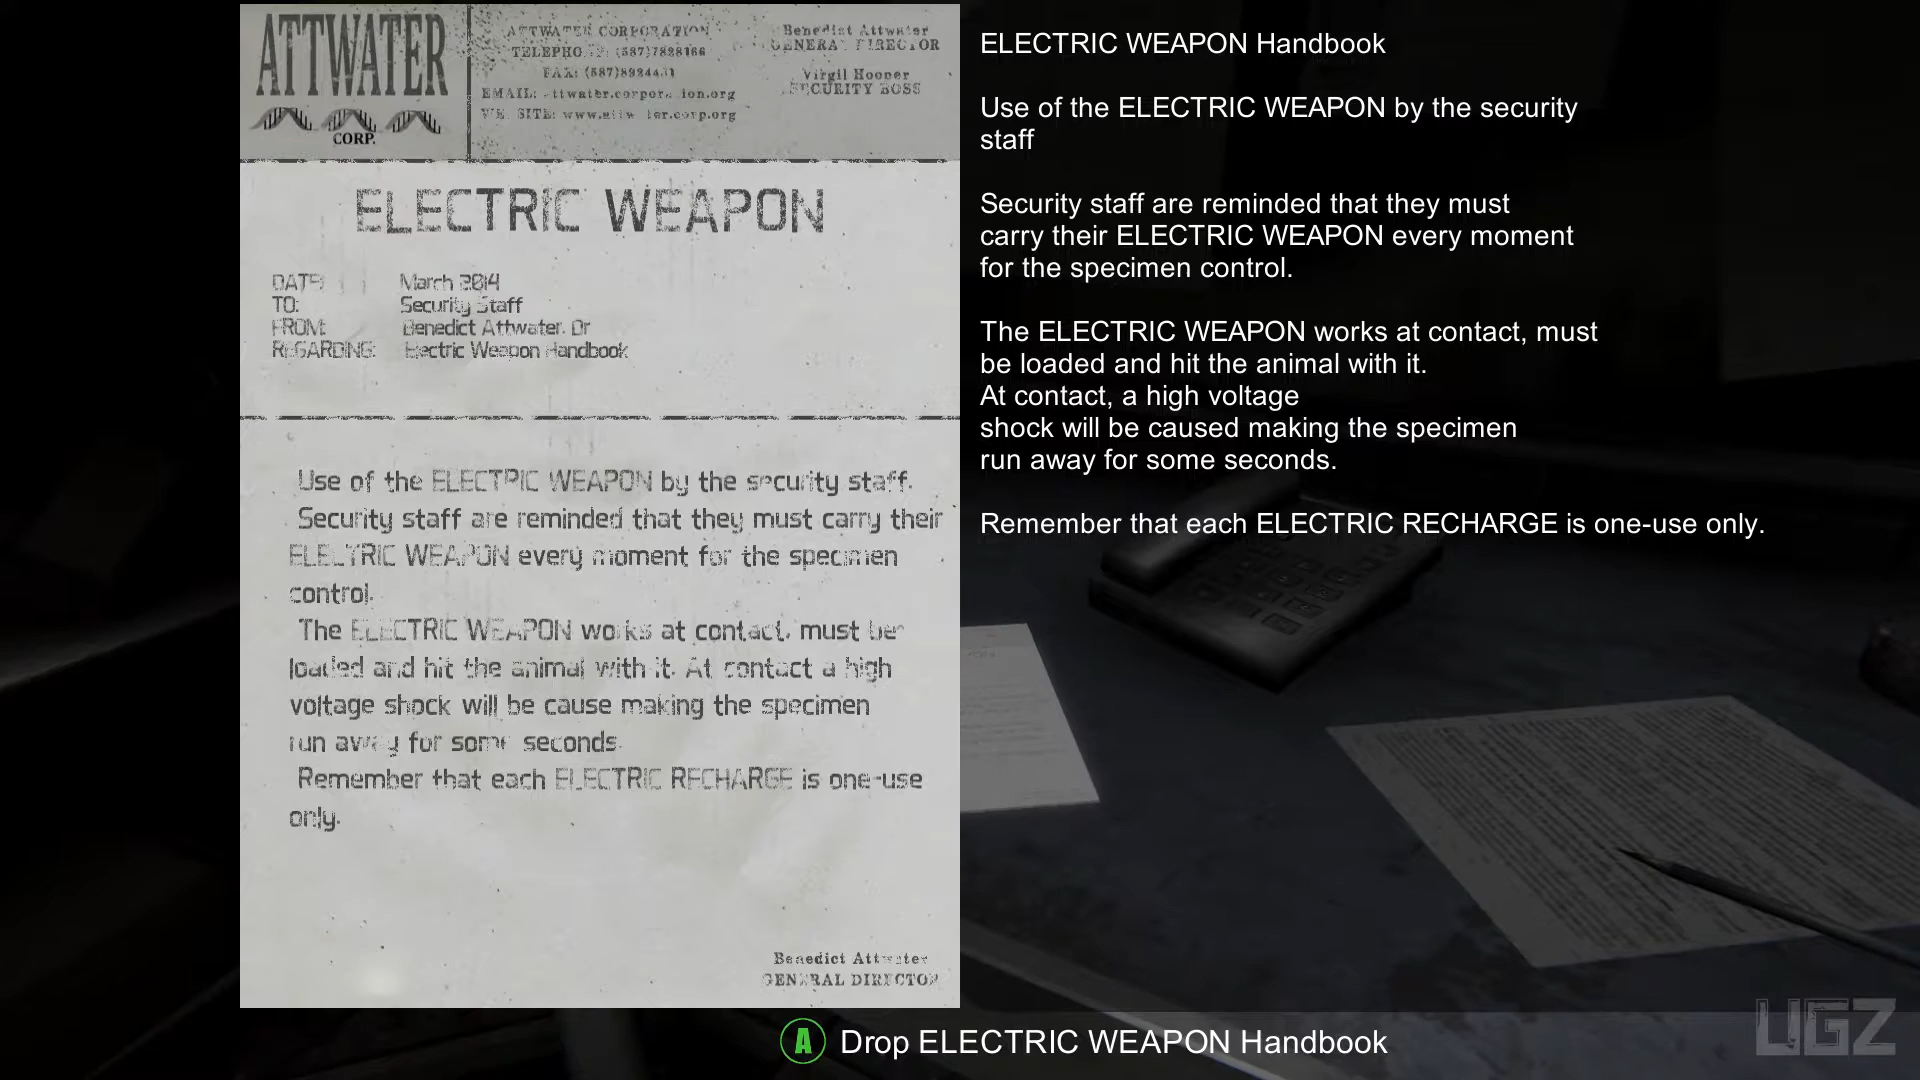 ATTWATER
CORP.
ATTWATER CORPORATION
FAX:
EMAIL:
Benedict Attwater
GENERAL DIRECTOR
Virgil Hooper
SECURITY BOSS
ELECTRIC WEAPON
DATE: March 2014
TO: Security Staff
FROM: Benedict Attwater. Dr
REGARDING: Electric Weapon Handbook
Use of the ELECTRIC WEAPON by the security staff.
Security staff are reminded that they must carry their
ELECTRIC WEAPON every moment for the specimen
control.
The ELECTRIC WEAPON works at contact, must be
loaded and hit the animal with it. At contact a high
voltage shock will be cause making the specimen
run away for some seconds.
Remember that each ELECTRIC RECHARGE is one-use
only.
Benedict Attwater
GENERAL DIRECTOR
ELECTRIC WEAPON Handbook
Use of the ELECTRIC WEAPON by the security
staff
Security staff are reminded that they must
carry their ELECTRIC WEAPON every moment
for the specimen control.
The ELECTRIC WEAPON works at contact, must
be loaded and hit the animal with it.
At contact, a high voltage
shock will be caused making the specimen
run away for some seconds.
Remember that each ELECTRIC RECHARGE is one-use only.
A Drop ELECTRIC WEAPON Handbook
UGZ